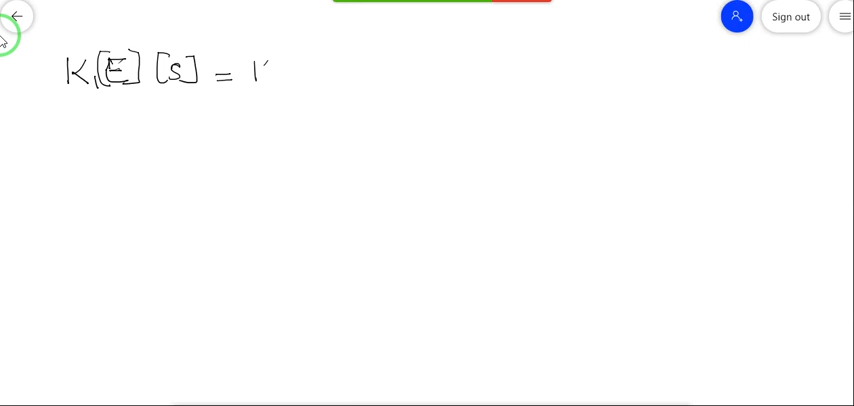 Sign out
K₁[E] [S] =